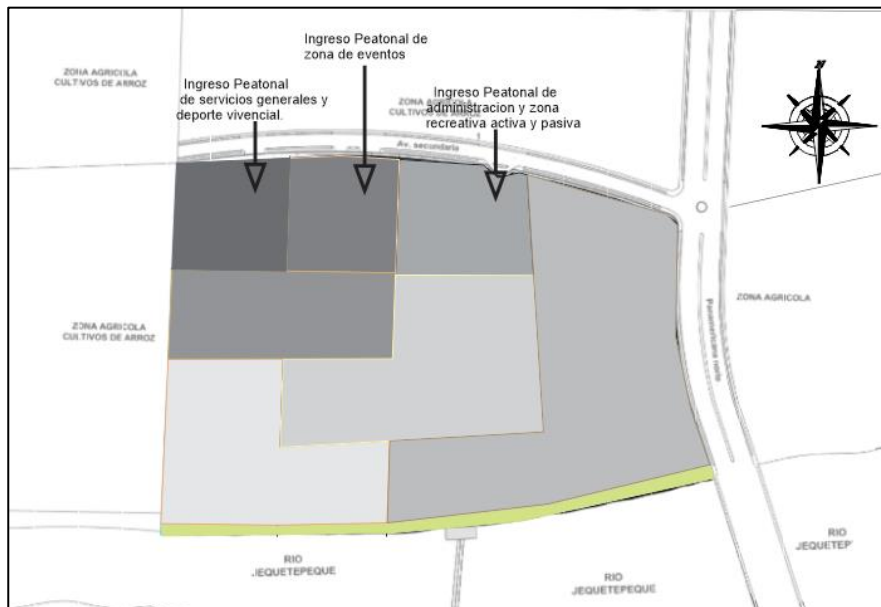 Ingreso Peatonal de
zona de eventos
ZONA AGRICOLA
CULTIVOS DE ARROZ
Ingreso Peatonal
de servicios generales y
deporte vivencial.
Ingreso Peatonal de
administracion y zona
recreativa activa y pasiva
ZONA AGRICOLA
CULTIVOS DE ARROZ
Av. secundaria
N
ZONA AGRICOLA
ZONA AGRICOLA
CULTIVOS DE ARROZ
Panamericana norte
RIO
JEQUETEPEQUE
RIO
JEQUETEPEQUE
RIO
JEQUETEP